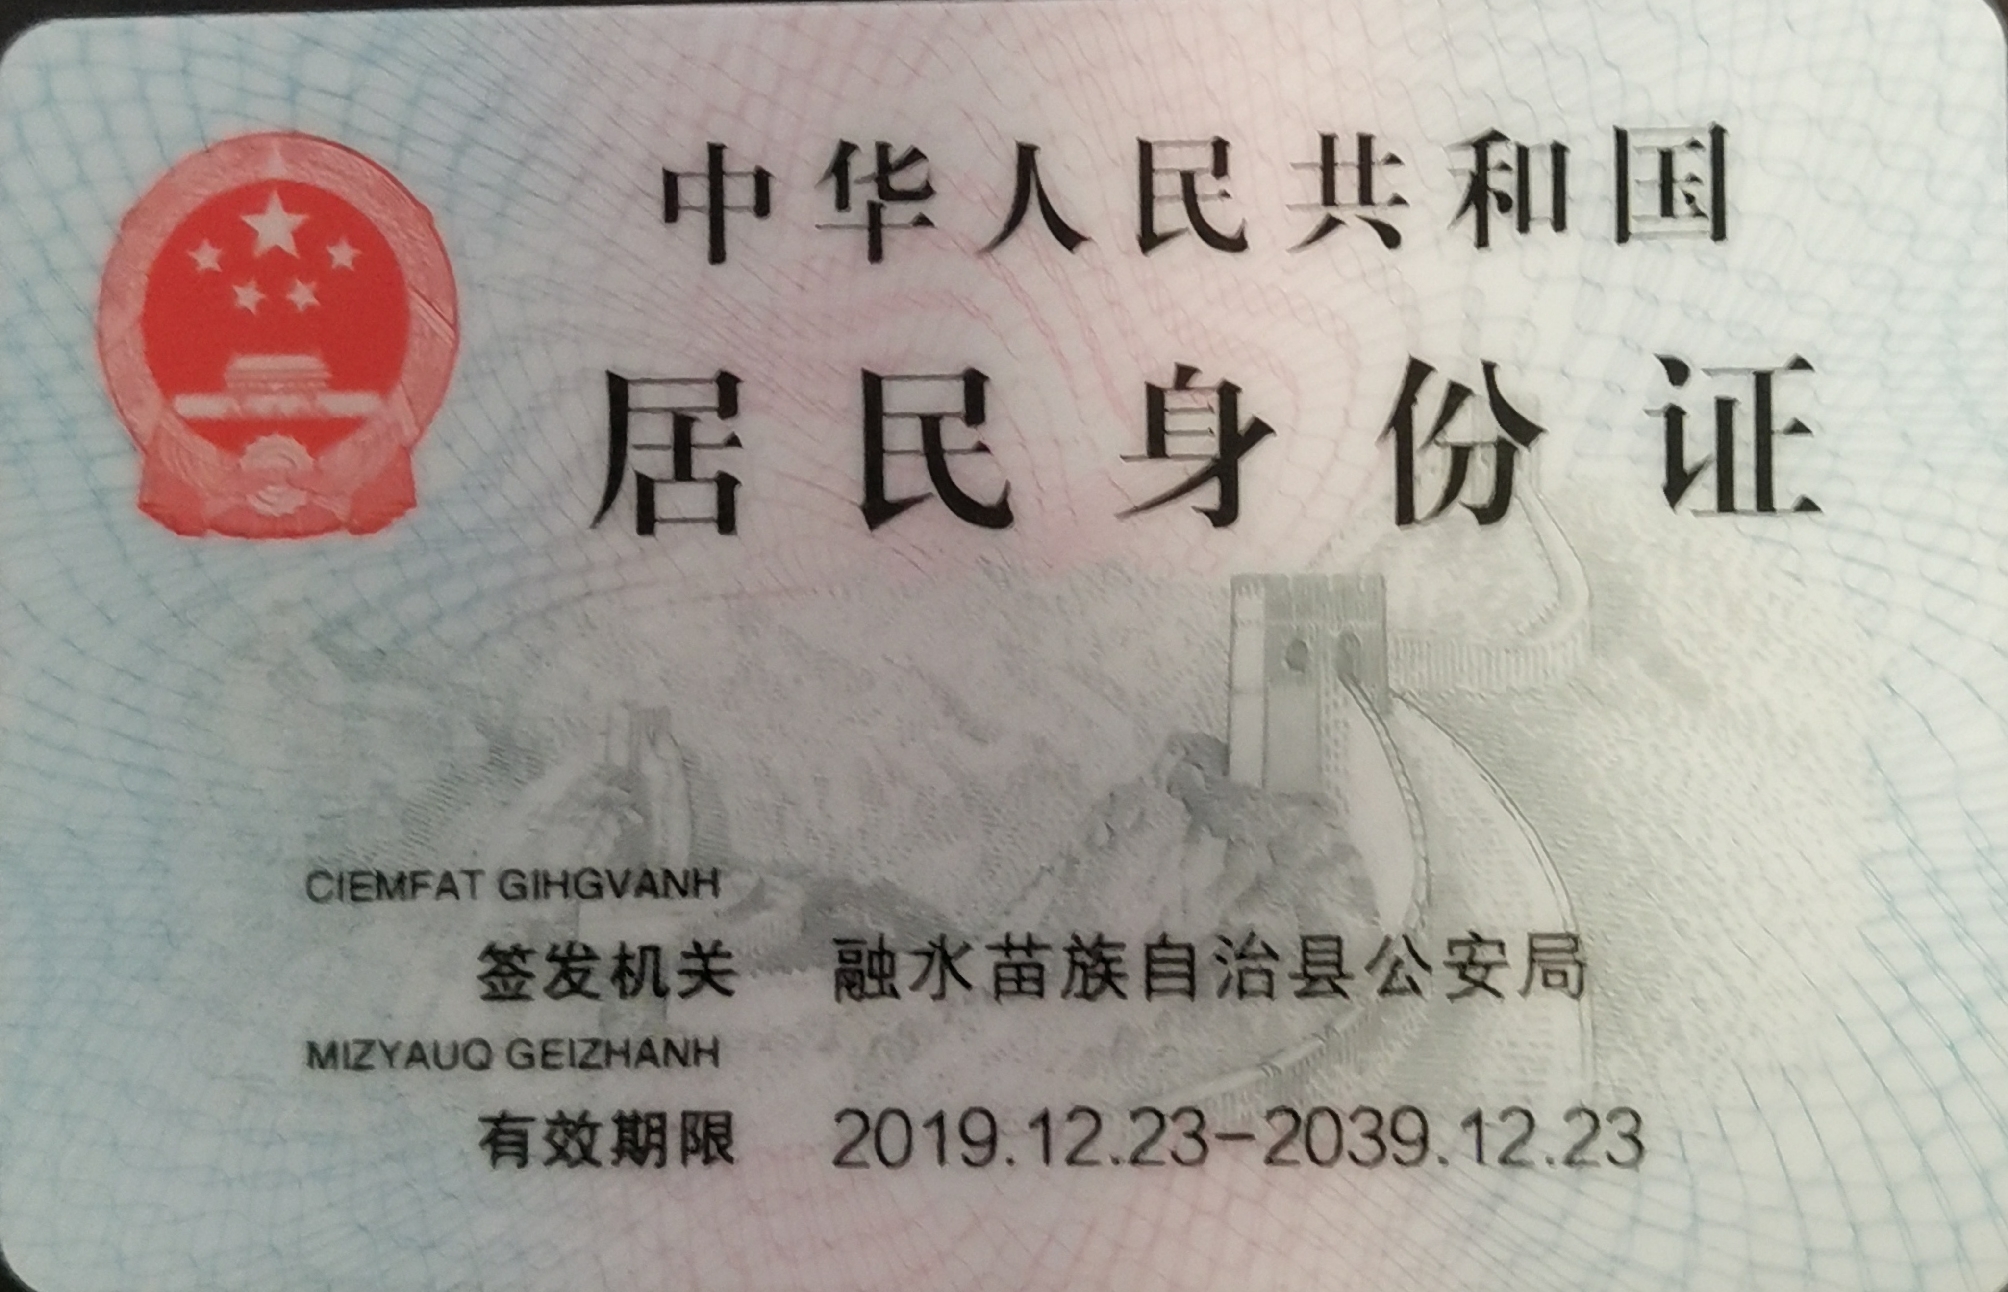 中华人民共和国
居民身份证
CIEMFAT GIHGVANH
签发机关 融水苗族自治县公安局
MIZYAUQ GEIZHANH
有效期限 2019.12.23-2039.12.23